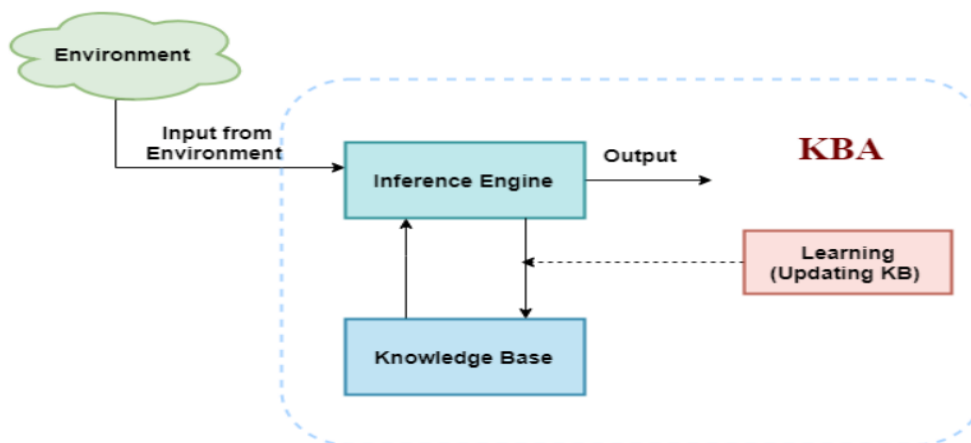 Environment
Input from
Environment
Inference Engine
Output
KBA
Learning
(Updating KB)
Knowledge Base